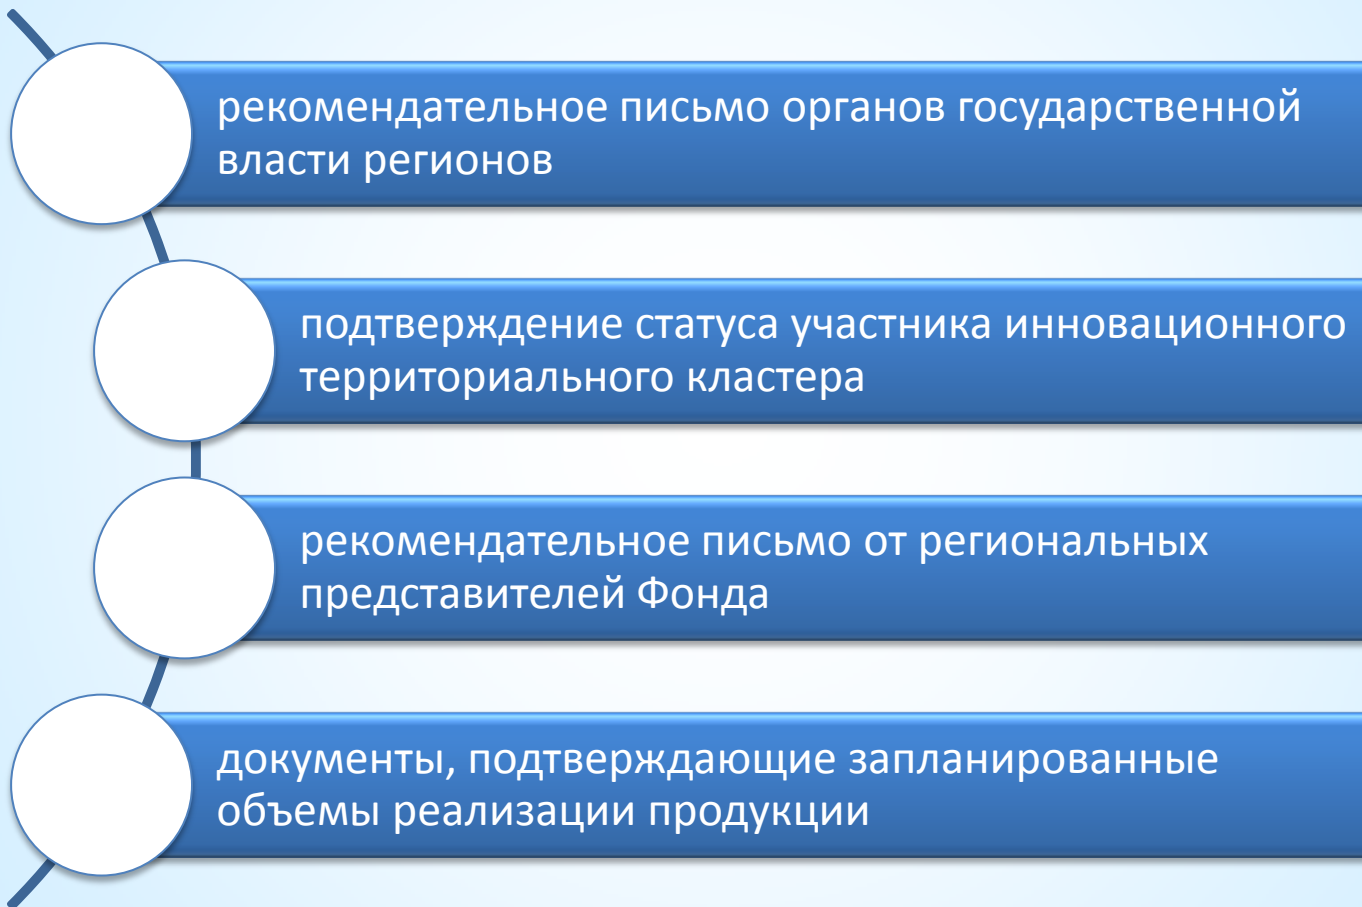 рекомендательное письмо органов государственной
власти регионов
подтверждение статуса участника инновационного
территориального кластера
рекомендательное письмо от региональных
представителей Фонда
документы, подтверждающие запланированные
объемы реализации продукции